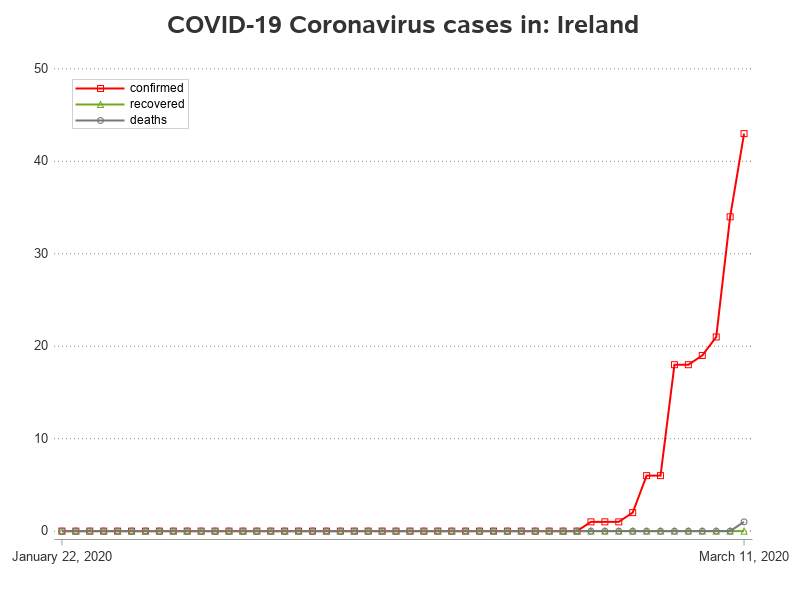 COVID-19 Coronavirus cases in: Ireland
50
confirmed
recovered
deaths
40
30
20
10
0
January 22, 2020 March 11, 2020